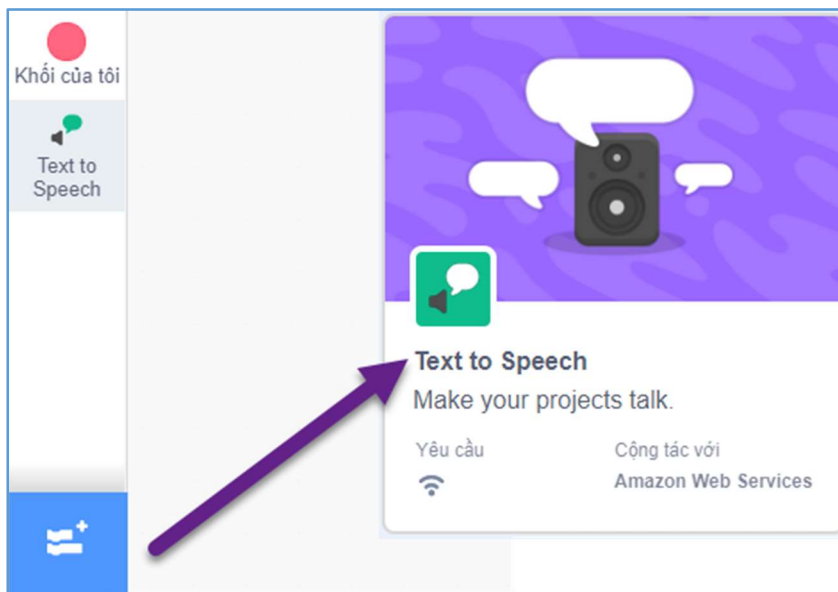 Khối của tôi
Text to
Speech
Text to Speech
Make your projects talk.
Yêu cầu
Cộng tác với
Amazon Web Services